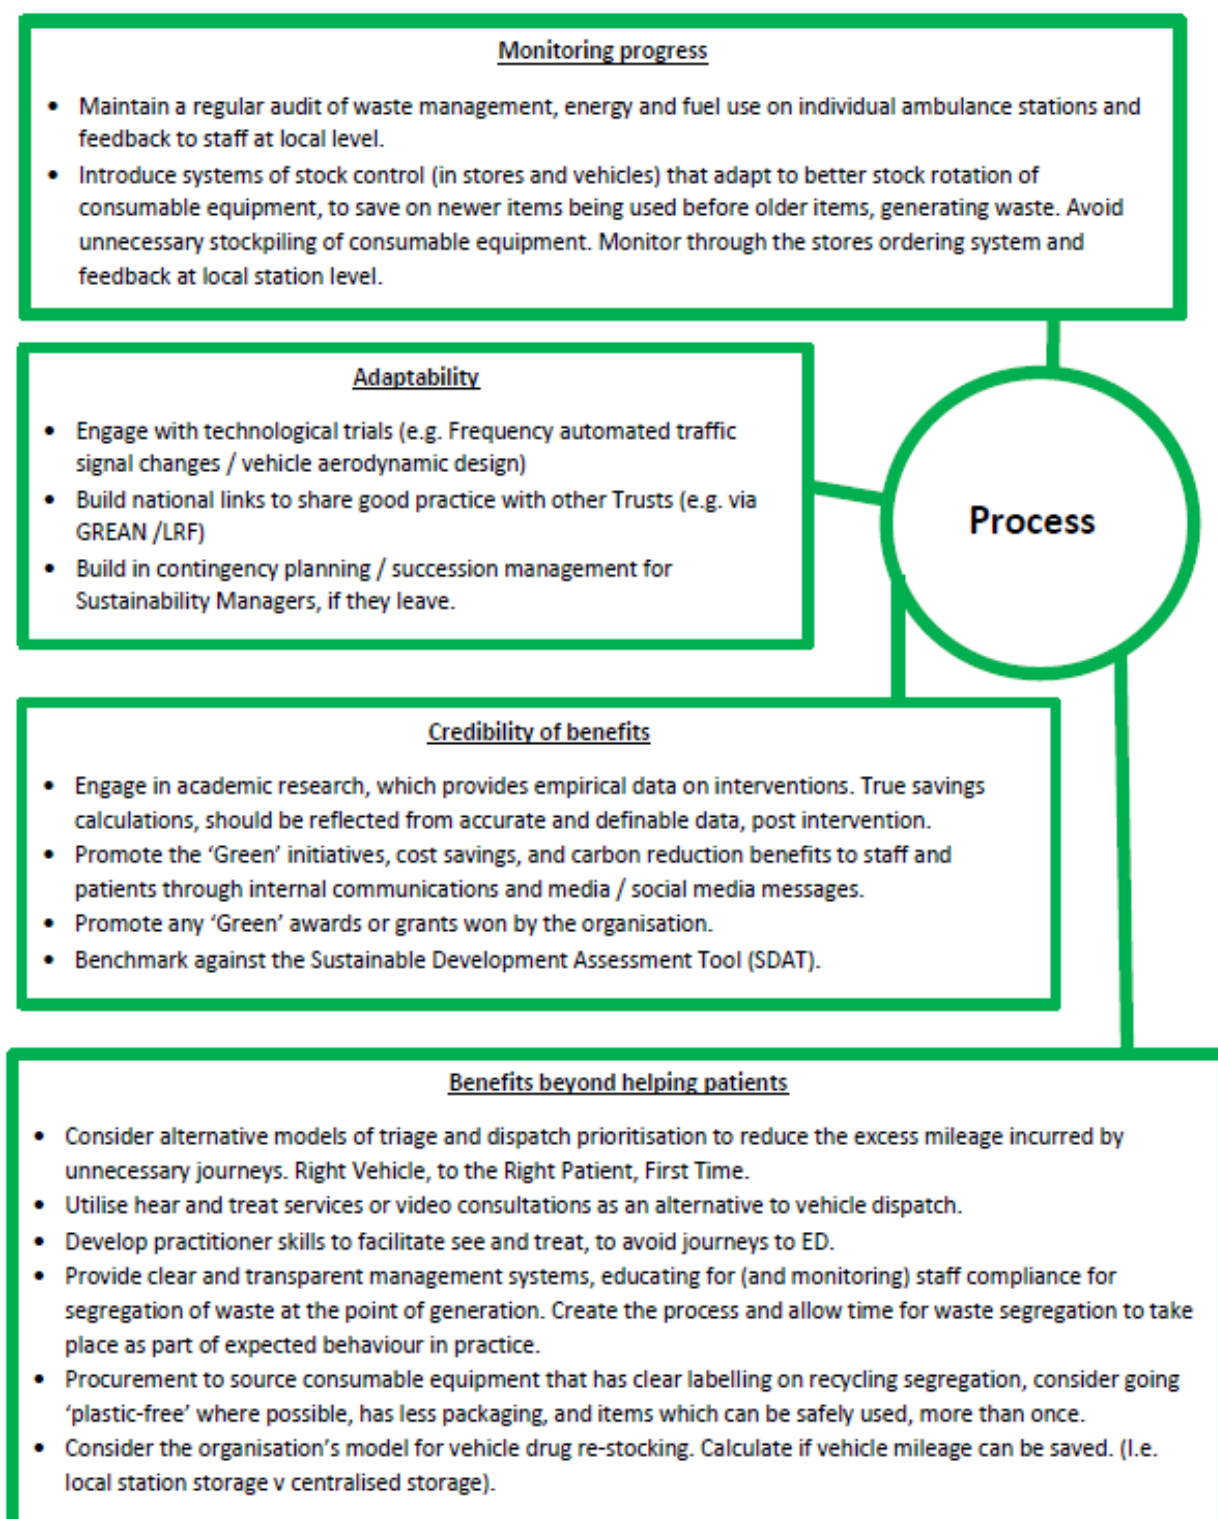 Monitoring progress
• Maintain a regular audit of waste management, energy and fuel use on individual ambulance stations and
feedback to staff at local level.
• Introduce systems of stock control (in stores and vehicles) that adapt to better stock rotation of
consumable equipment, to save on newer items being used before older items, generating waste. Avoid
unnecessary stockpiling of consumable equipment. Monitor through the stores ordering system and
feedback at local station level.
Adaptability
• Engage with technological trials (e.g. Frequency automated traffic
signal changes / vehicle aerodynamic design)
• Build national links to share good practice with other Trusts (e.g. via
GREAN /LRF)
• Build in contingency planning / succession management for
Sustainability Managers, if they leave.
Process
Credibility of benefits
• Engage in academic research, which provides empirical data on interventions. True savings
calculations, should be reflected from accurate and definable data, post intervention.
• Promote the ‘Green’ initiatives, cost savings, and carbon reduction benefits to staff and
patients through internal communications and media / social media messages.
• Promote any ‘Green’ awards or grants won by the organisation.
• Benchmark against the Sustainable Development Assessment Tool (SDAT).
Benefits beyond helping patients
• Consider alternative models of triage and dispatch prioritisation to reduce the excess mileage incurred by
unnecessary journeys. Right Vehicle, to the Right Patient, First Time.
• Utilise hear and treat services or video consultations as an alternative to vehicle dispatch.
• Develop practitioner skills to facilitate see and treat, to avoid journeys to ED.
• Provide clear and transparent management systems, educating for (and monitoring) staff compliance for
segregation of waste at the point of generation. Create the process and allow time for waste segregation to take
place as part of expected behaviour in practice.
• Procurement to source consumable equipment that has clear labelling on recycling segregation, consider going
‘plastic-free’ where possible, has less packaging, and items which can be safely used, more than once.
• Consider the organisation’s model for vehicle drug re-stocking. Calculate if vehicle mileage can be saved. (I.e.
local station storage v centralised storage).